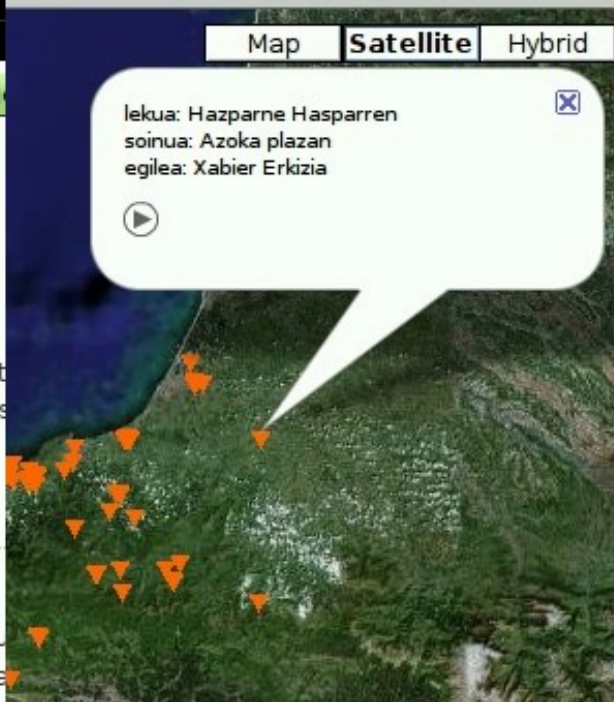 Map Satellite Hybrid
lekua: Hazparne Hasparren
soinua: Azoka plazan
egilea: Xabier Erkizia